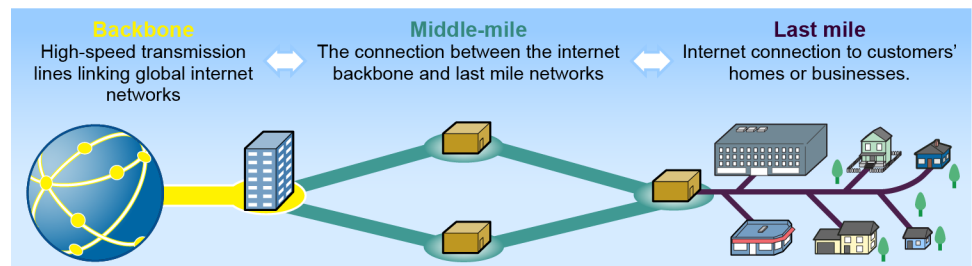 Backbone
High-speed transmission
lines linking global internet
networks
Middle-mile
The connection between the internet
backbone and last mile networks
Last mile
Internet connection to customers’
homes or businesses.